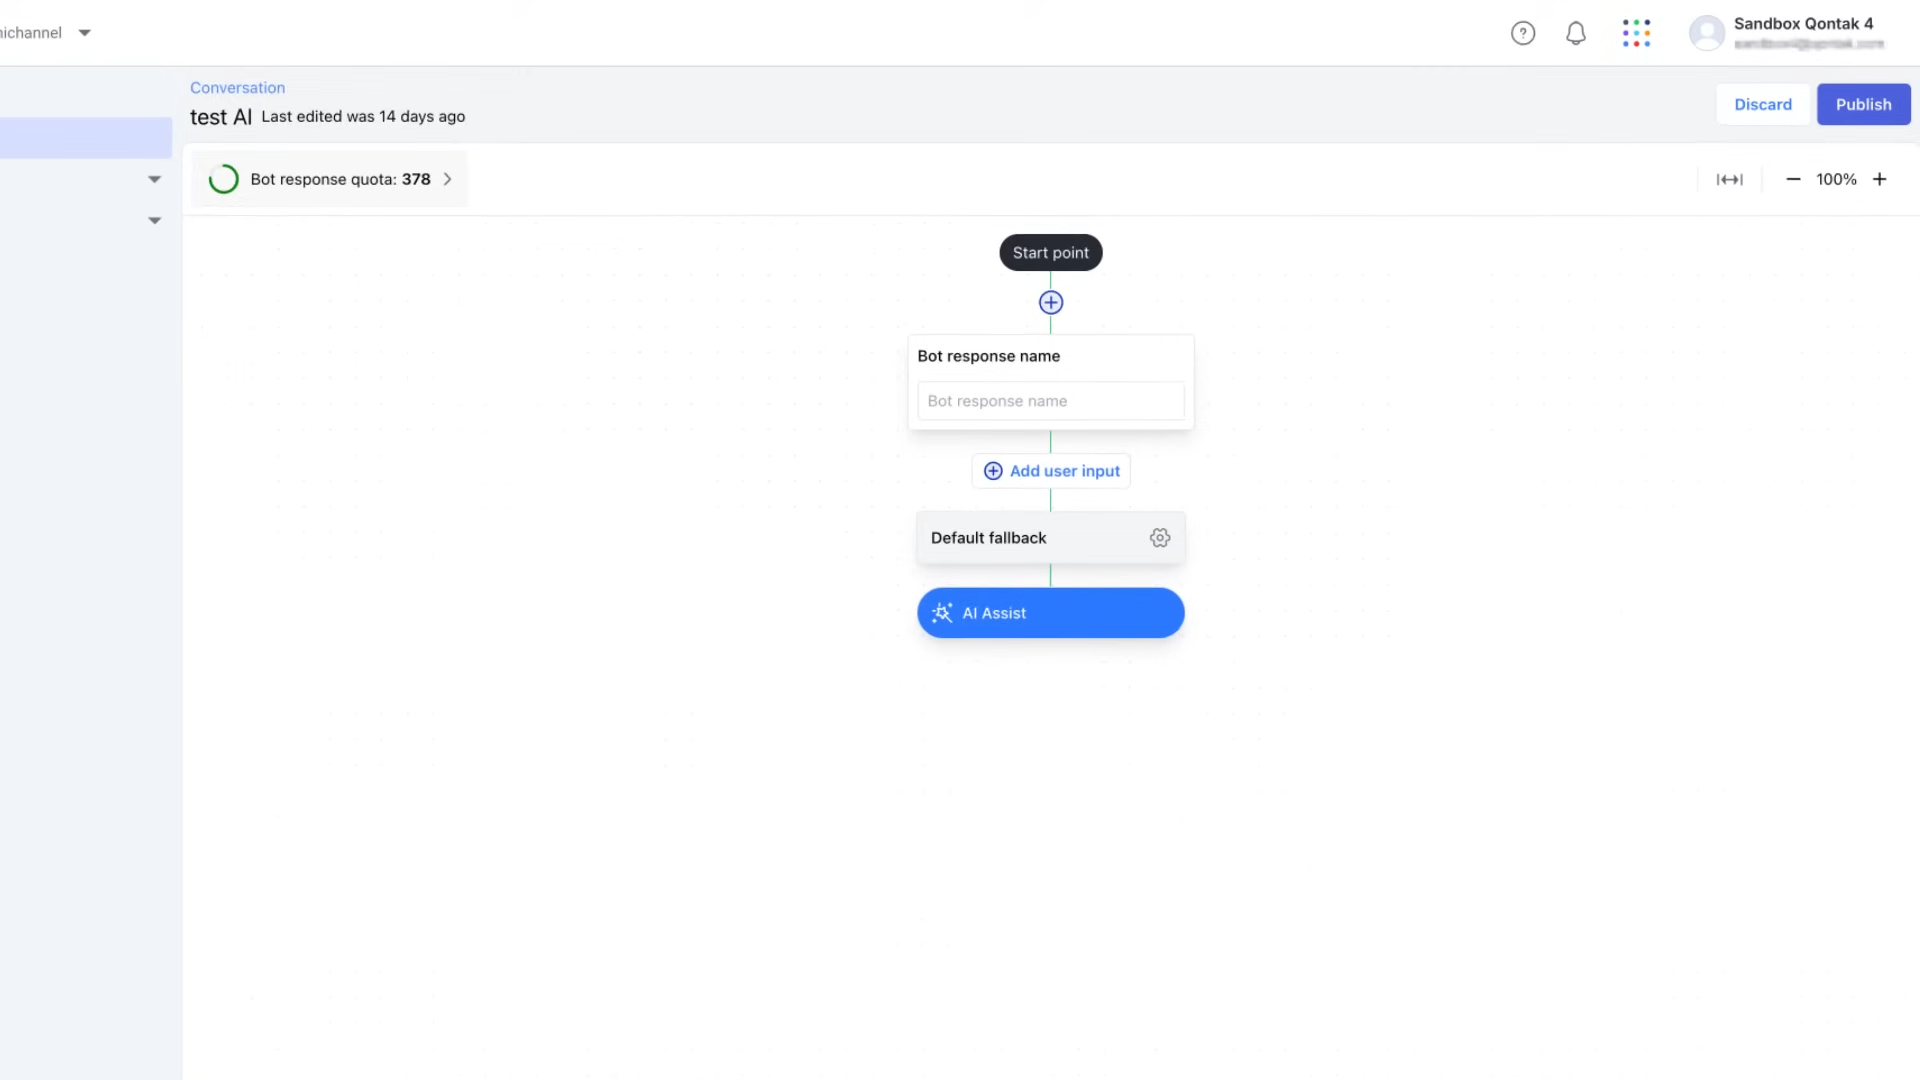 nichannel
Sandbox Qontak 4
Conversation
test AI Last edited was 14 days ago
Discard
Publish
Bot response quota: 378
100%
Start point
Bot response name
Bot response name
Add user input
Default fallback
AI Assist